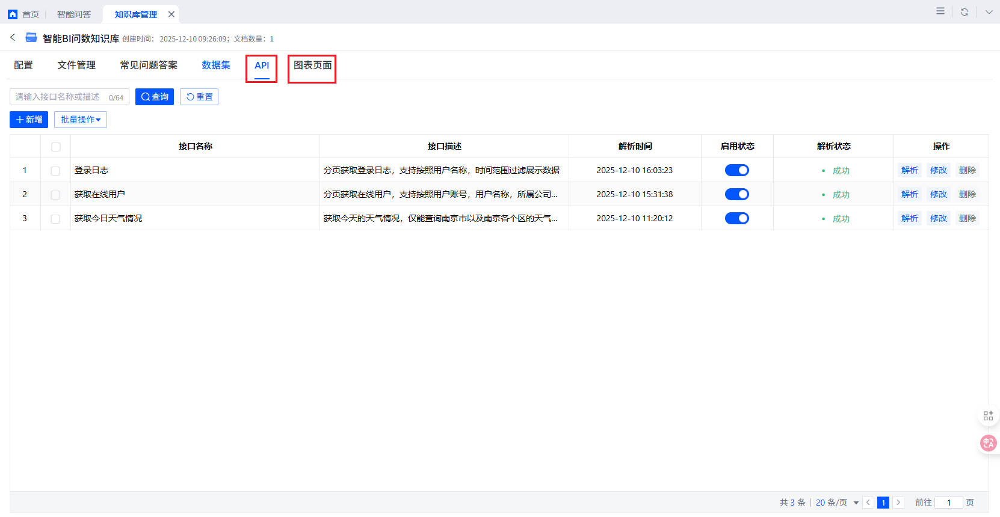 首页 智能问答 知识库管理
智能BI问数知识库 创建时间： 2025-12-10 09:26:09；文档数量：1
配置 文件管理 常见问题答案 数据集 API 图表页面
请输入接口名称或描述 0/64 查询 重置
新增 批量操作
接口名称 接口描述 解析时间 启用状态 解析状态 操作
1 登录日志 分页获取登录日志，支持按照用户名称，时间范围过滤展示数据 2025-12-10 16:03:23 成功 解析 修改 删除
2 获取在线用户 分页获取在线用户，支持按照用户账号，用户名称，所属公司... 2025-12-10 15:31:38 成功 解析 修改 删除
3 获取今日天气情况 获取今天的天气情况，仅能查询南京市以及南京各个区的天气... 2025-12-10 11:20:12 成功 解析 修改 删除
中A
共 3 条 20 条/页 1 前往 1 页